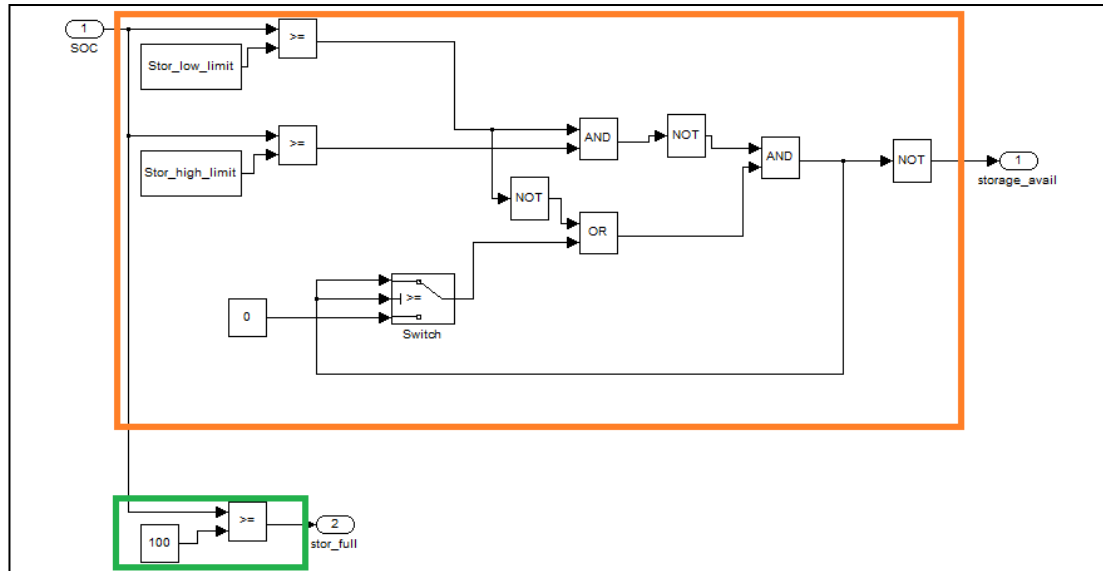 1
SOC
>=
Stor_low_limit
>=
Stor_high_limit
AND
NOT
AND
NOT
1
storage_avail
NOT
OR
0
>=
Switch
100
>=
2
stor_full